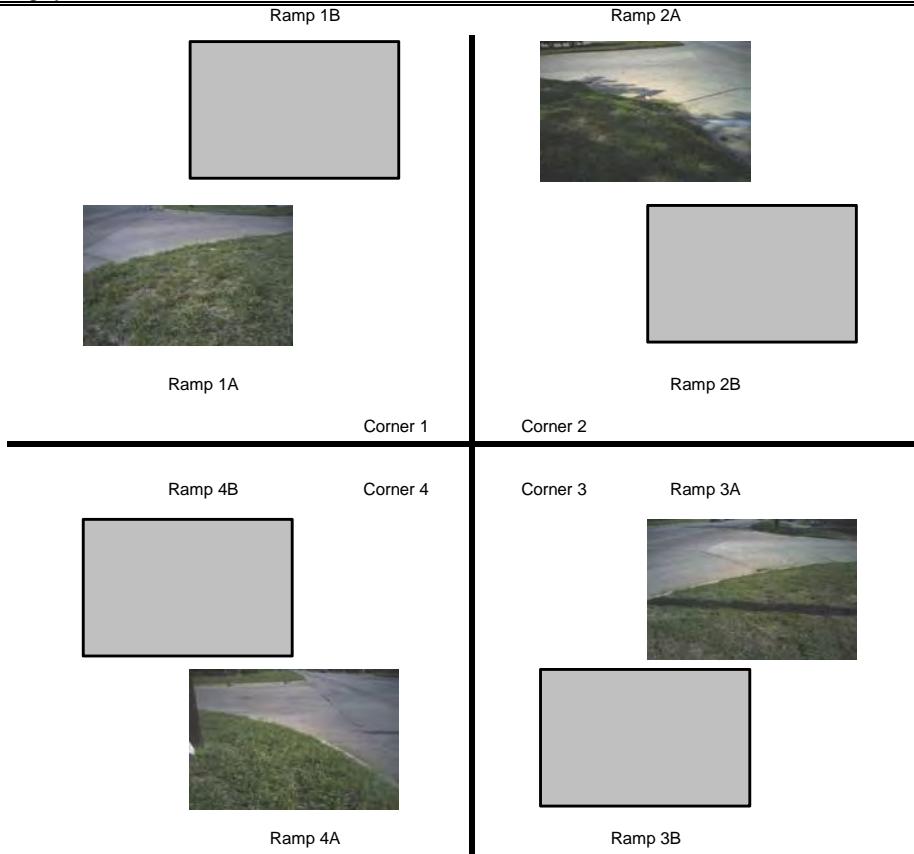 Ramp 1B
Ramp 2A
Ramp 1A
Ramp 2B
Corner 1
Corner 2
Ramp 4B
Corner 4
Corner 3
Ramp 3A
Ramp 4A
Ramp 3B